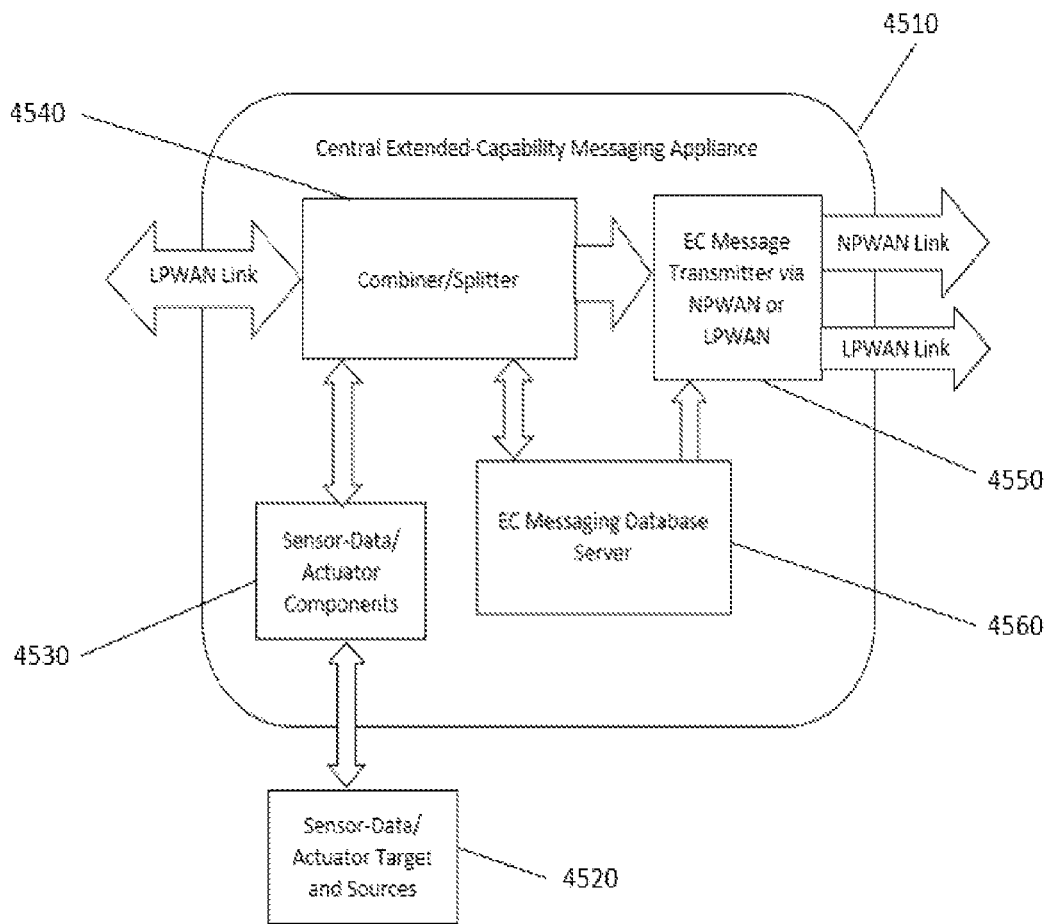 4510
4540
Central Extended-Capability Messaging Appliance
LPWAN Link
Combiner/Splitter
EC Message
Transmitter via
NPWAN or
LPWAN
NPWAN Link
LPWAN Link
4550
Sensor-Data/
Actuator
Components
EC Messaging Database
Server
4530
4560
Sensor-Data/
Actuator Target
and Sources
4520